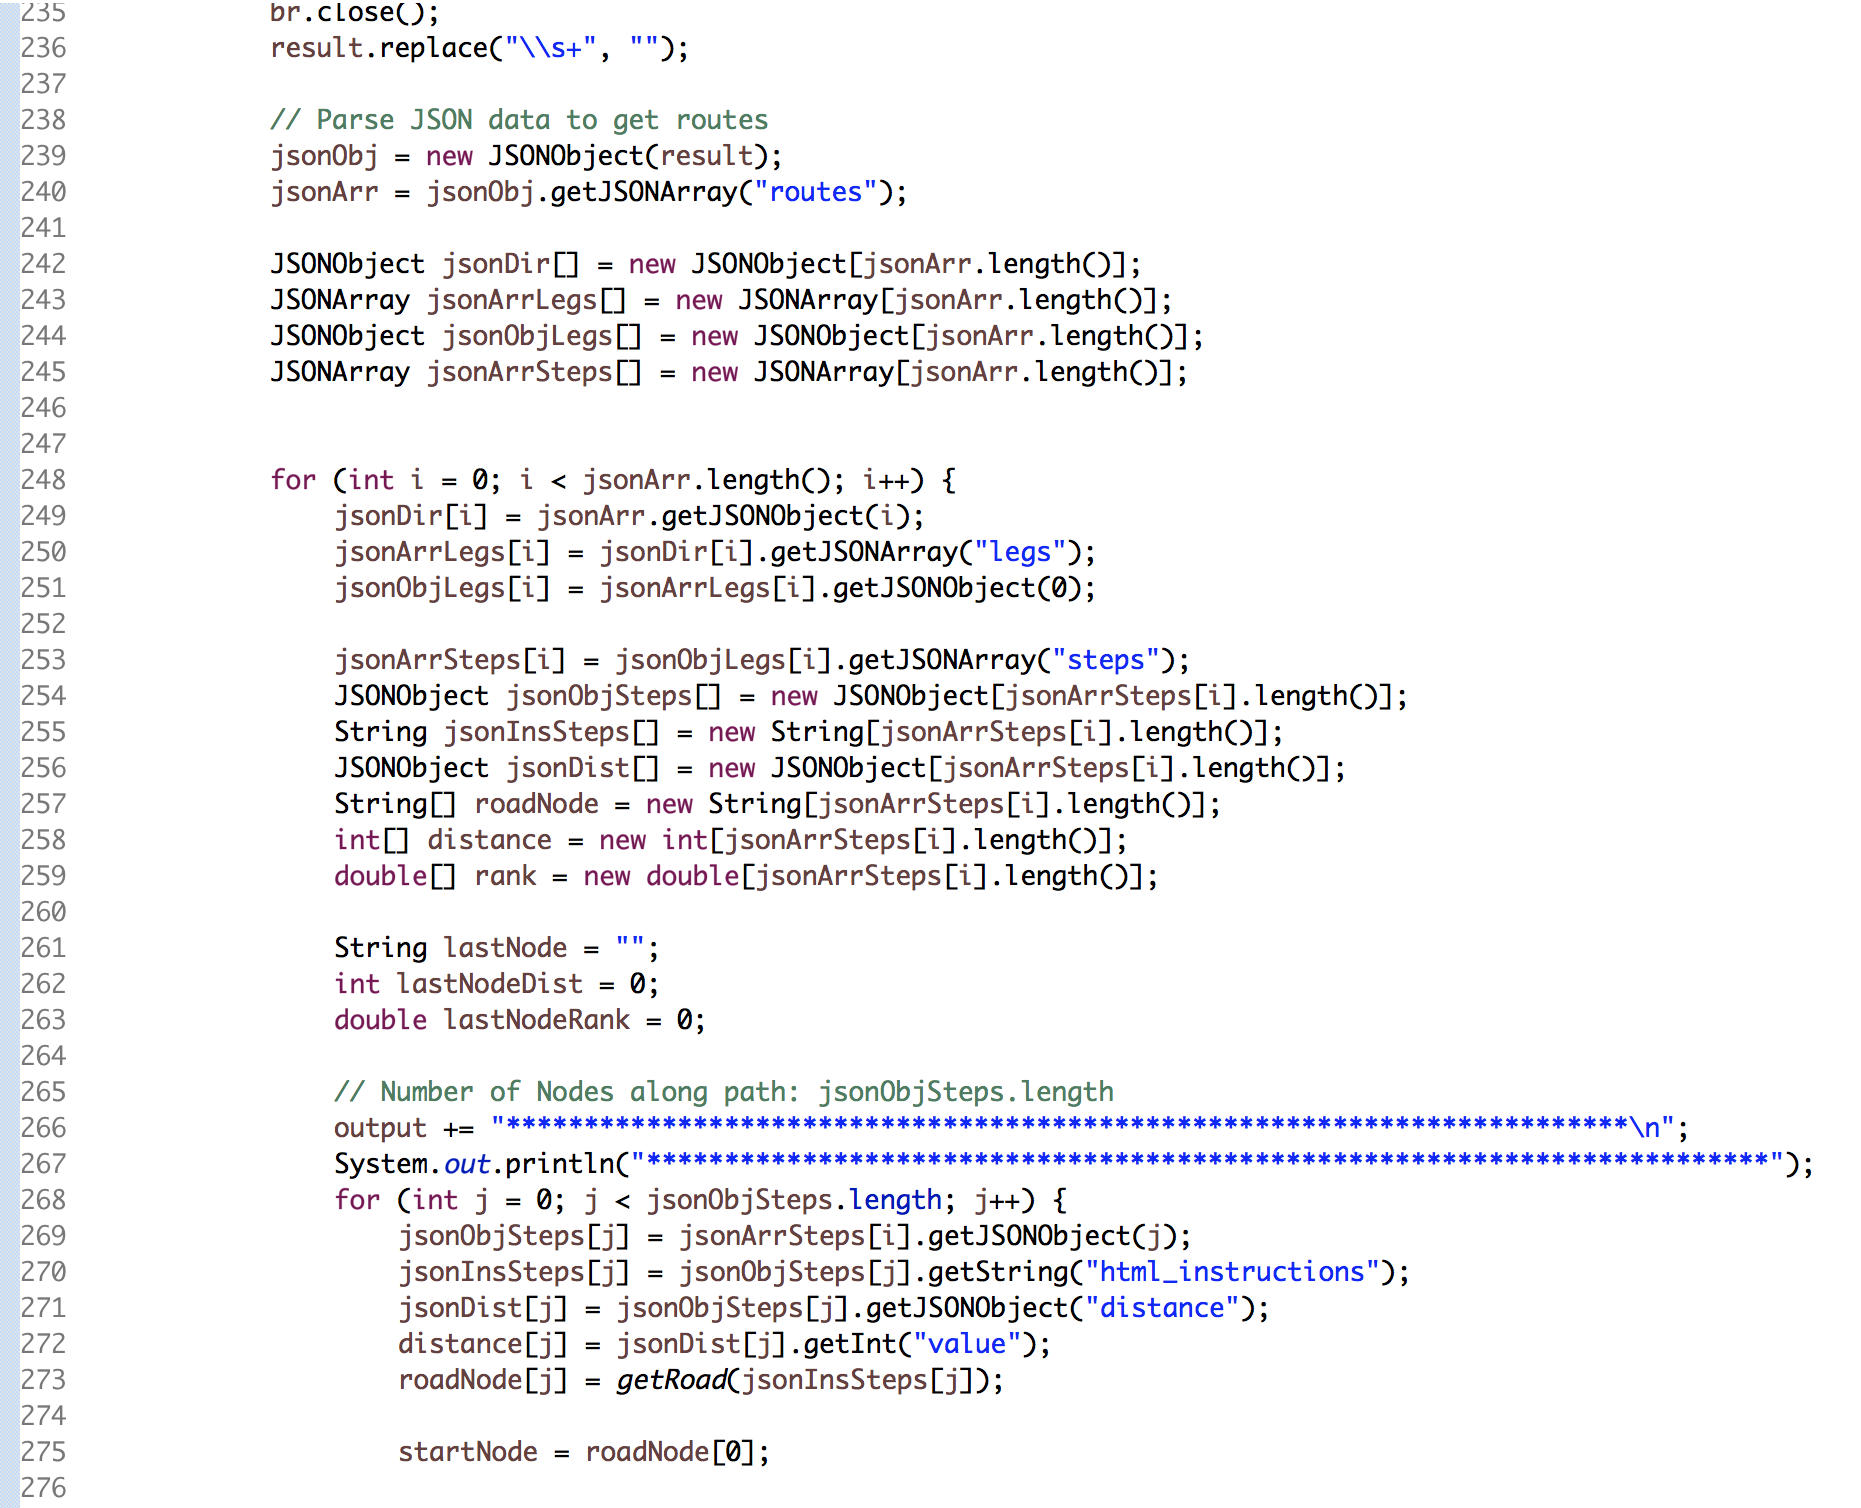 235 br.close();
236 result.replace("\\s+", "");
237
238 // Parse JSON data to get routes
239 jsonObj = new JSONObject(result);
240 jsonArr = jsonObj.getJSONArray("routes");
241
242 JSONObject jsonDir[] = new JSONObject[jsonArr.length()];
243 JSONArray jsonArrLegs[] = new JSONArray[jsonArr.length()];
244 JSONObject jsonObjLegs[] = new JSONObject[jsonArr.length()];
245 JSONArray jsonArrSteps[] = new JSONArray[jsonArr.length()];
246
247
248 for (int i = 0; i < jsonArr.length(); i++) {
249 jsonDir[i] = jsonArr.getJSONObject(i);
250 jsonArrLegs[i] = jsonDir[i].getJSONArray("legs");
251 jsonObjLegs[i] = jsonArrLegs[i].getJSONObject(0);
252
253 jsonArrSteps[i] = jsonObjLegs[i].getJSONArray("steps");
254 JSONObject jsonObjSteps[] = new JSONObject[jsonArrSteps[i].length()];
255 String jsonInsSteps[] = new String[jsonArrSteps[i].length()];
256 JSONObject jsonDist[] = new JSONObject[jsonArrSteps[i].length()];
257 String[] roadNode = new String[jsonArrSteps[i].length()];
258 int[] distance = new int[jsonArrSteps[i].length()];
259 double[] rank = new double[jsonArrSteps[i].length()];
260
261 String lastNode = "";
262 int lastNodeDist = 0;
263 double lastNodeRank = 0;
264
265 // Number of Nodes along path: jsonObjSteps.length
266 output += "************************************************************************\n";
267 System.out.println("************************************************************************");
268 for (int j = 0; j < jsonObjSteps.length; j++) {
269 jsonObjSteps[j] = jsonArrSteps[i].getJSONObject(j);
270 jsonInsSteps[j] = jsonObjSteps[j].getString("html_instructions");
271 jsonDist[j] = jsonObjSteps[j].getJSONObject("distance");
272 distance[j] = jsonDist[j].getInt("value");
273 roadNode[j] = getRoad(jsonInsSteps[j]);
274
275 startNode = roadNode[0];
276